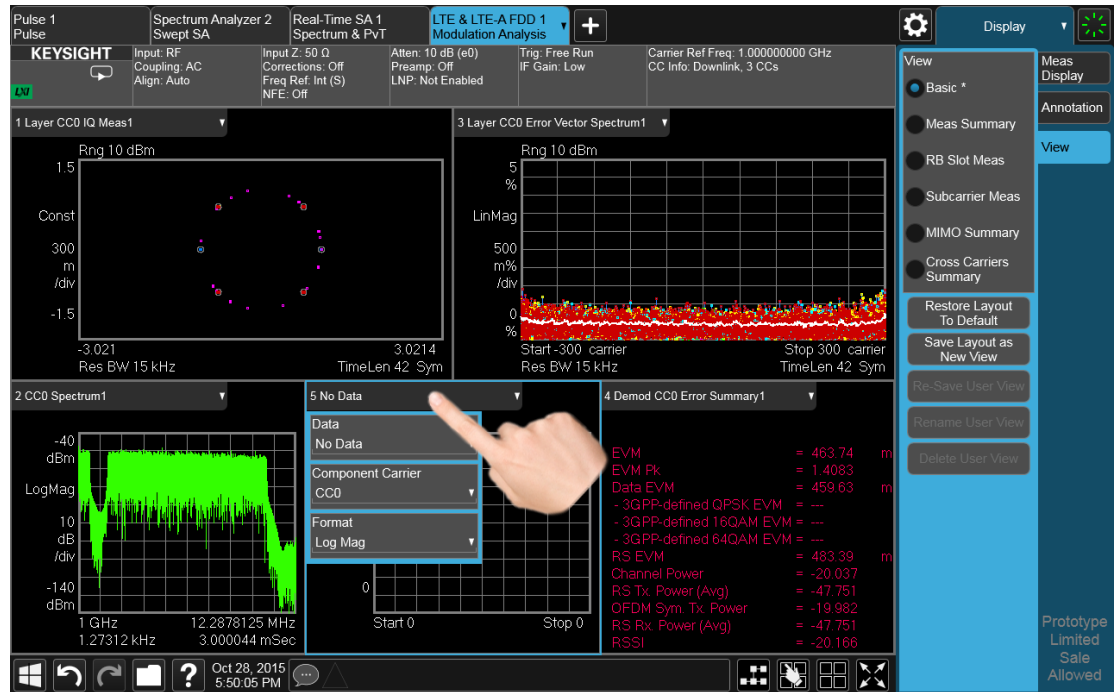 Pulse 1
Pulse
Spectrum Analyzer 2
Swept SA
Real-Time SA 1
Spectrum & PvT
LTE & LTE-A FDD 1
Modulation Analysis
Display
KEYSIGHT
LXI
Input: RF
Coupling: AC
Align: Auto
Input Z: 50 Ω
Corrections: Off
Freq Ref: Int (S)
NFE: Off
Atten: 10 dB (e0)
Preamp: Off
LNP: Not Enabled
Trig: Free Run
IF Gain: Low
Carrier Ref Freq: 1.000000000 GHz
CC Info: Downlink, 3 CCs
1 Layer CC0 IQ Meas1
Rng 10 dBm
1.5
Const
300
m
/div
-1.5
-3.021
3.0214
Res BW 15 kHz
TimeLen 42 Sym
3 Layer CC0 Error Vector Spectrum1
Rng 10 dBm
5
%
LinMag
500
m%
/div
0
%
Start -300 carrier
Stop 300 carrier
Res BW 15 kHz
TimeLen 42 Sym
2 CC0 Spectrum1
-40
dBm
LogMag
10
dB
/div
-140
dBm
1 GHz
12.2878125 MHz
1.27312 kHz
3.000044 mSec
5 No Data
Data
No Data
Component Carrier
CC0
Format
Log Mag
0
Start 0
Stop 0
4 Demod CC0 Error Summary1
EVM = 463.74 m
EVM Pk = 1.4083
Data EVM = 459.63 m
- 3GPP-defined QPSK EVM = ---
- 3GPP-defined 16QAM EVM = ---
- 3GPP-defined 64QAM EVM = ---
RS EVM = 483.39 m
Channel Power = -20.037
RS Tx. Power (Avg) = -47.751
OFDM Sym. Tx. Power = -19.982
RS Rx. Power (Avg) = -47.751
RSSI = -20.166
View
Basic *
Meas Summary
RB Slot Meas
Subcarrier Meas
MIMO Summary
Cross Carriers
Summary
Restore Layout
To Default
Save Layout as
New View
Re-Save User View
Rename User View
Delete User View
Meas
Display
Annotation
View
Prototype
Limited
Sale
Allowed
?
Oct 28, 2015
5:50:05 PM